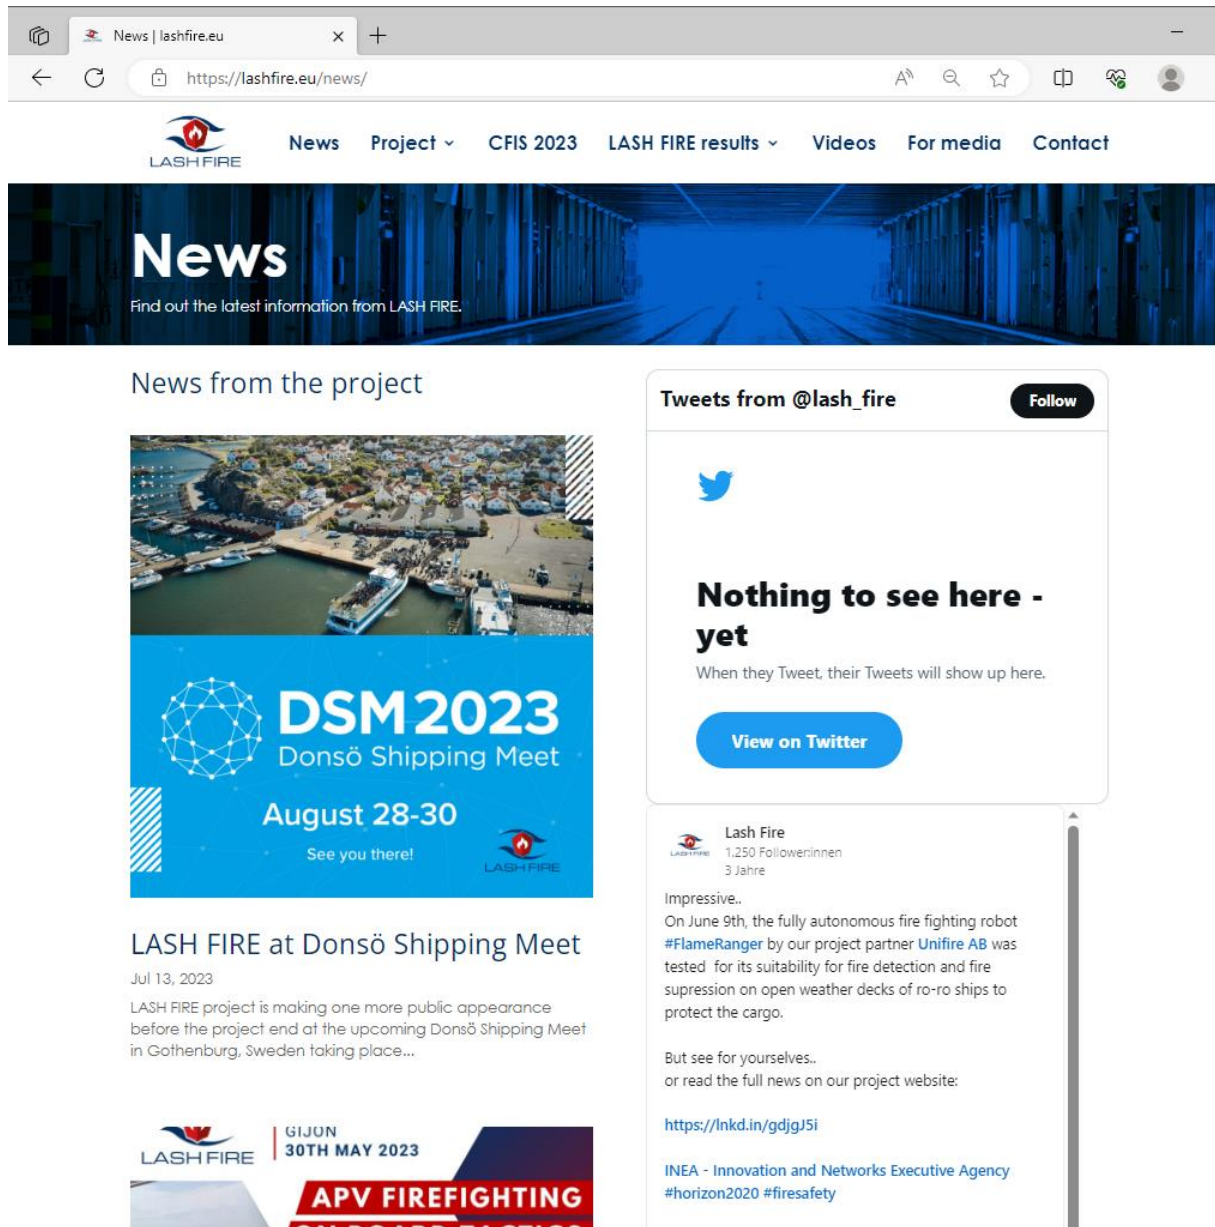 News | lashfire.eu
https://lashfire.eu/news/
LASH FIRE
News
Project
CFIS 2023
LASH FIRE results
Videos
For media
Contact
News
Find out the latest information from LASH FIRE.
News from the project
DSM 2023
Donsö Shipping Meet
August 28-30
See you there!
LASH FIRE
LASH FIRE at Donsö Shipping Meet
Jul 13, 2023
LASH FIRE project is making one more public appearance
before the project end at the upcoming Donsö Shipping Meet
in Gothenburg, Sweden taking place...
LASH FIRE
GIJON
30TH MAY 2023
APV FIREFIGHTING
ON BOARD TACTICS
Tweets from @lash_fire
Follow
Nothing to see here -
yet
When they Tweet, their Tweets will show up here.
View on Twitter
LASH FIRE
Lash Fire
1.250 Follower:innen
3 Jahre
Impressive..
On June 9th, the fully autonomous fire fighting robot
#FlameRanger by our project partner Unifire AB was
tested for its suitability for fire detection and fire
supression on open weather decks of ro-ro ships to
protect the cargo.
But see for yourselves..
or read the full news on our project website:
https://lnkd.in/gdjgJ5i
INEA - Innovation and Networks Executive Agency
#horizon2020 #firesafety